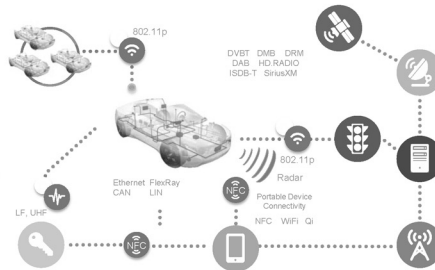 802.11p
DVBT DMB DRM
DAB HD.RADIO
ISDB-T SiriusXM
802.11p
Radar
Ethernet FlexRay
CAN LIN
NFC
Portable Device
Connectivity
NFC WiFi Qi
LF, UHF
NFC